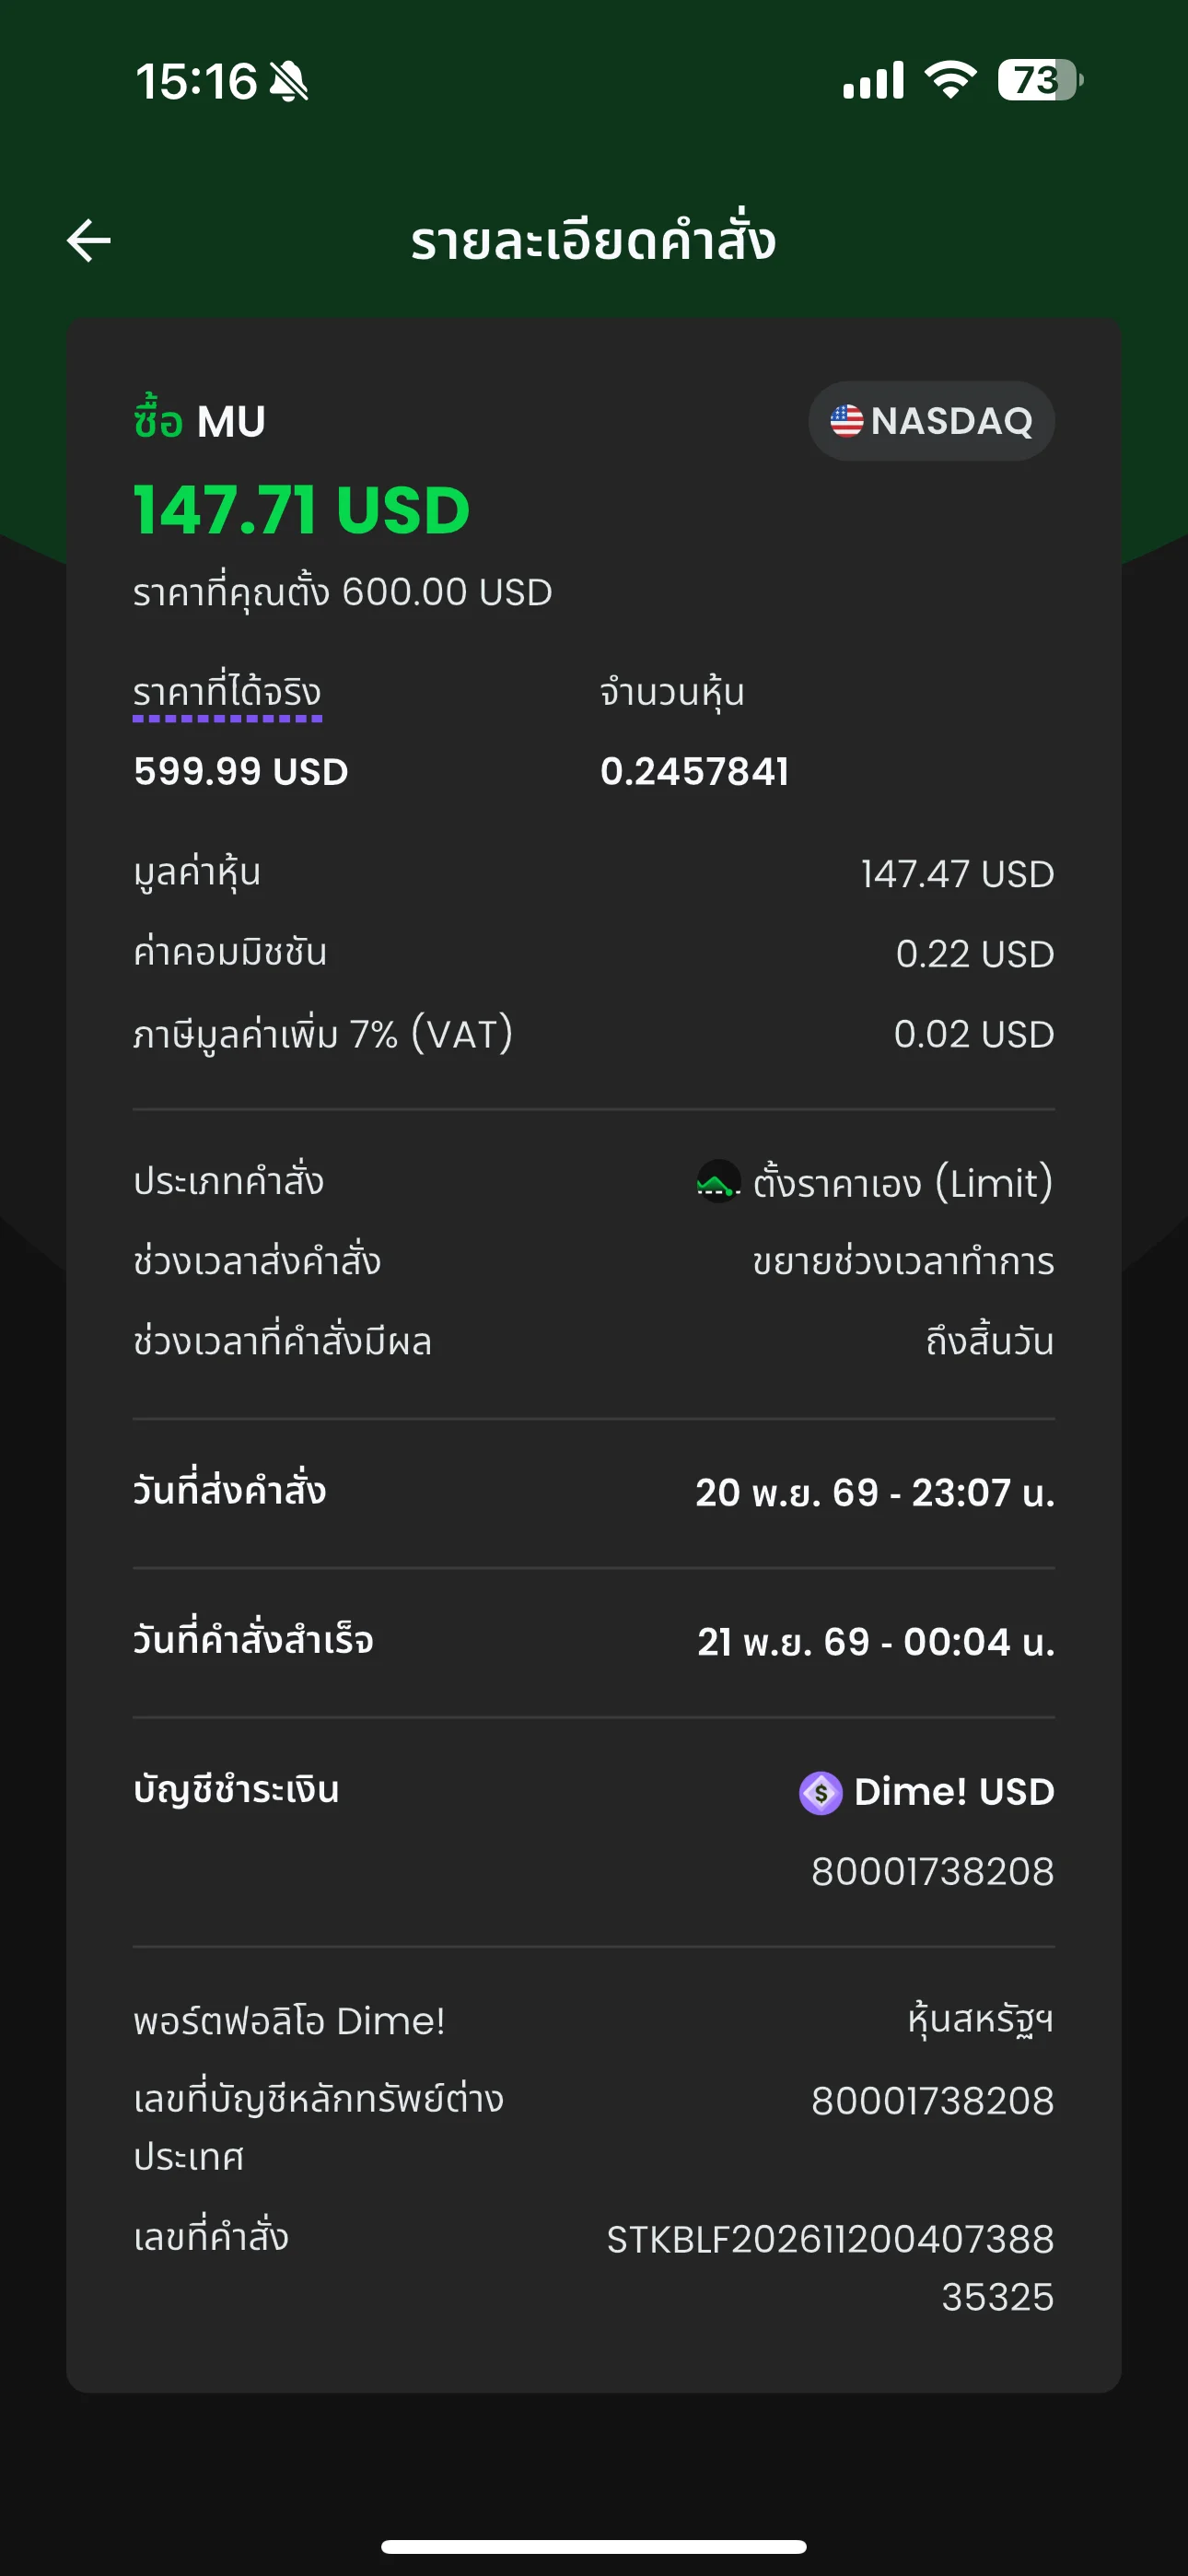 15:16
73
รายละเอียดคำสั่ง
ซื้อ MU
NASDAQ
147.71 USD
ราคาที่คุณตั้ง 600.00 USD
ราคาที่ได้จริง
จำนวนหุ้น
599.99 USD
0.2457841
มูลค่าหุ้น
147.47 USD
ค่าคอมมิชชัน
0.22 USD
ภาษีมูลค่าเพิ่ม 7% (VAT)
0.02 USD
ประเภทคำสั่ง
ตั้งราคาเอง (Limit)
ช่วงเวลาส่งคำสั่ง
ขยายช่วงเวลาทำการ
ช่วงเวลาที่คำสั่งมีผล
ถึงสิ้นวัน
วันที่ส่งคำสั่ง
20 พ.ย. 69 - 23:07 น.
วันที่คำสั่งสำเร็จ
21 พ.ย. 69 - 00:04 น.
บัญชีชำระเงิน
Dime! USD
80001738208
พอร์ตฟอลิโอ Dime!
หุ้นสหรัฐฯ
เลขที่บัญชีหลักทรัพย์ต่าง
ประเทศ
80001738208
เลขที่คำสั่ง
STKBLF202611200407388
35325